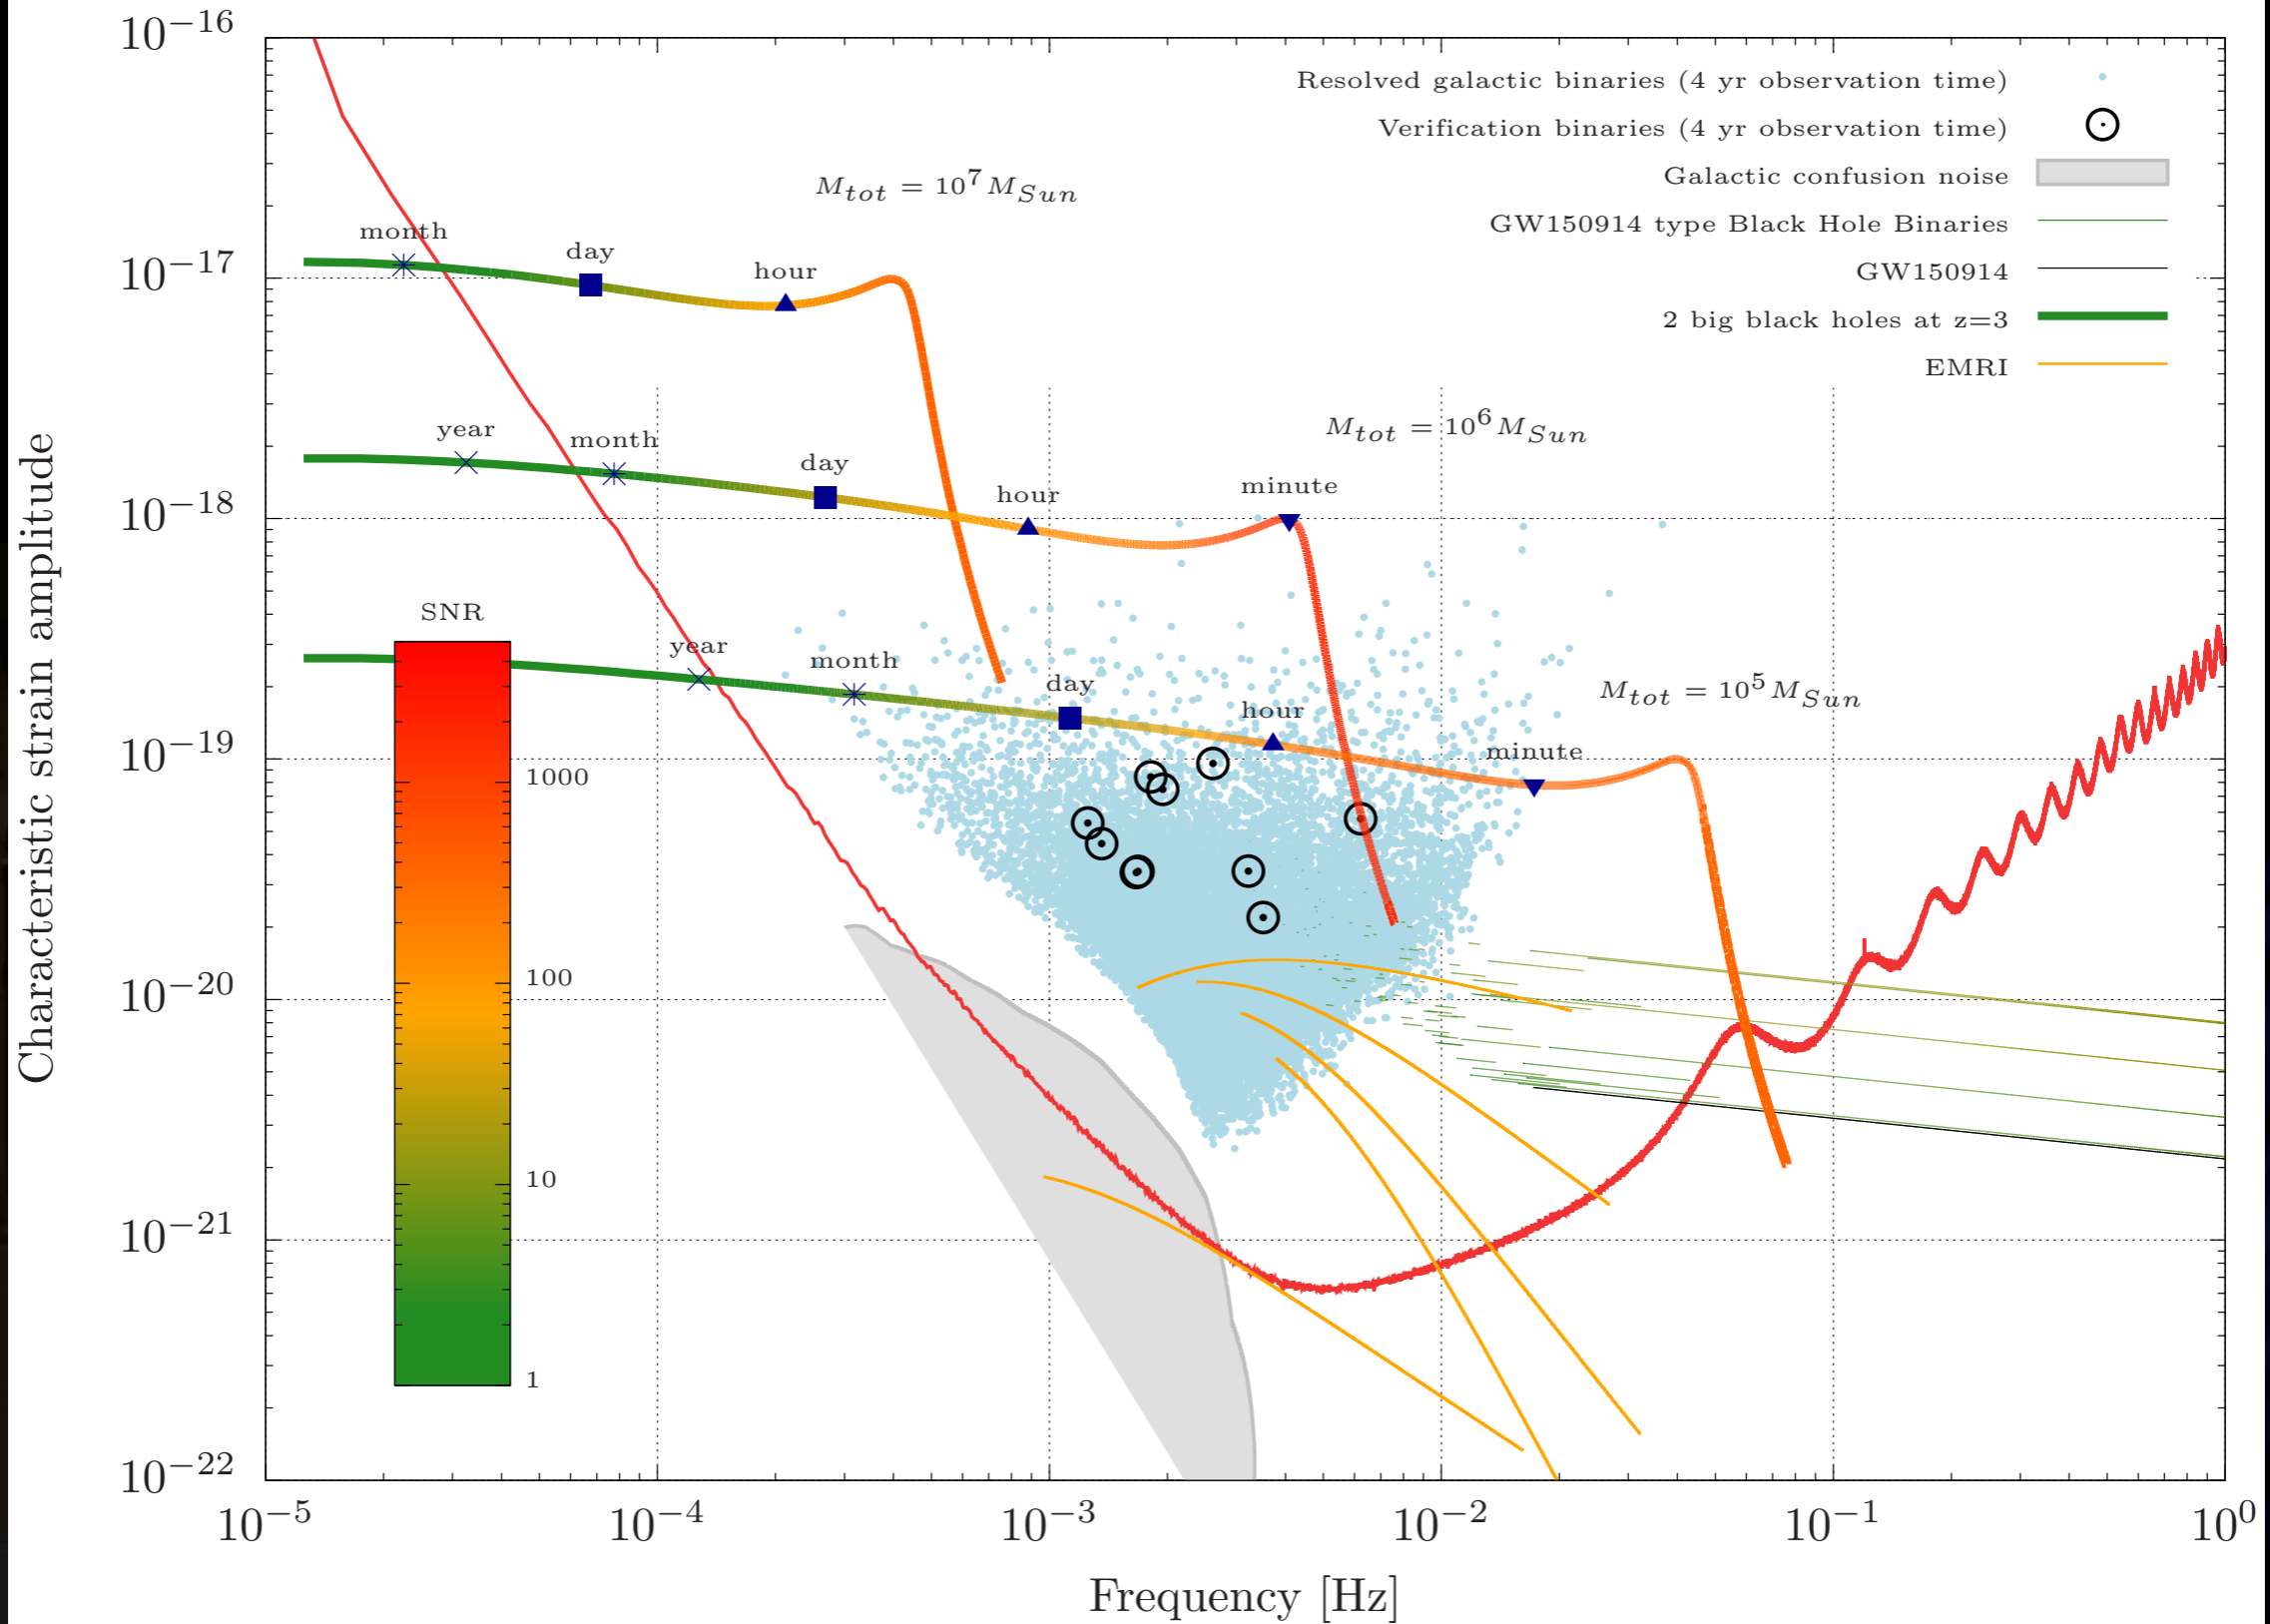 10^−16
10^−17
10^−18
10^−19
10^−20
10^−21
10^−22
Characteristic strain amplitude
Resolved galactic binaries (4 yr observation time)
Verification binaries (4 yr observation time)
Galactic confusion noise
GW150914 type Black Hole Binaries
GW150914
2 big black holes at z=3
EMRI
M_tot = 10^7 M_Sun
month
day
hour
M_tot = 10^6 M_Sun
year
month
day
hour
minute
M_tot = 10^5 M_Sun
year
month
day
hour
minute
SNR
1000
100
10
1
10^−5 10^−4 10^−3 10^−2 10^−1 10^0
Frequency [Hz]